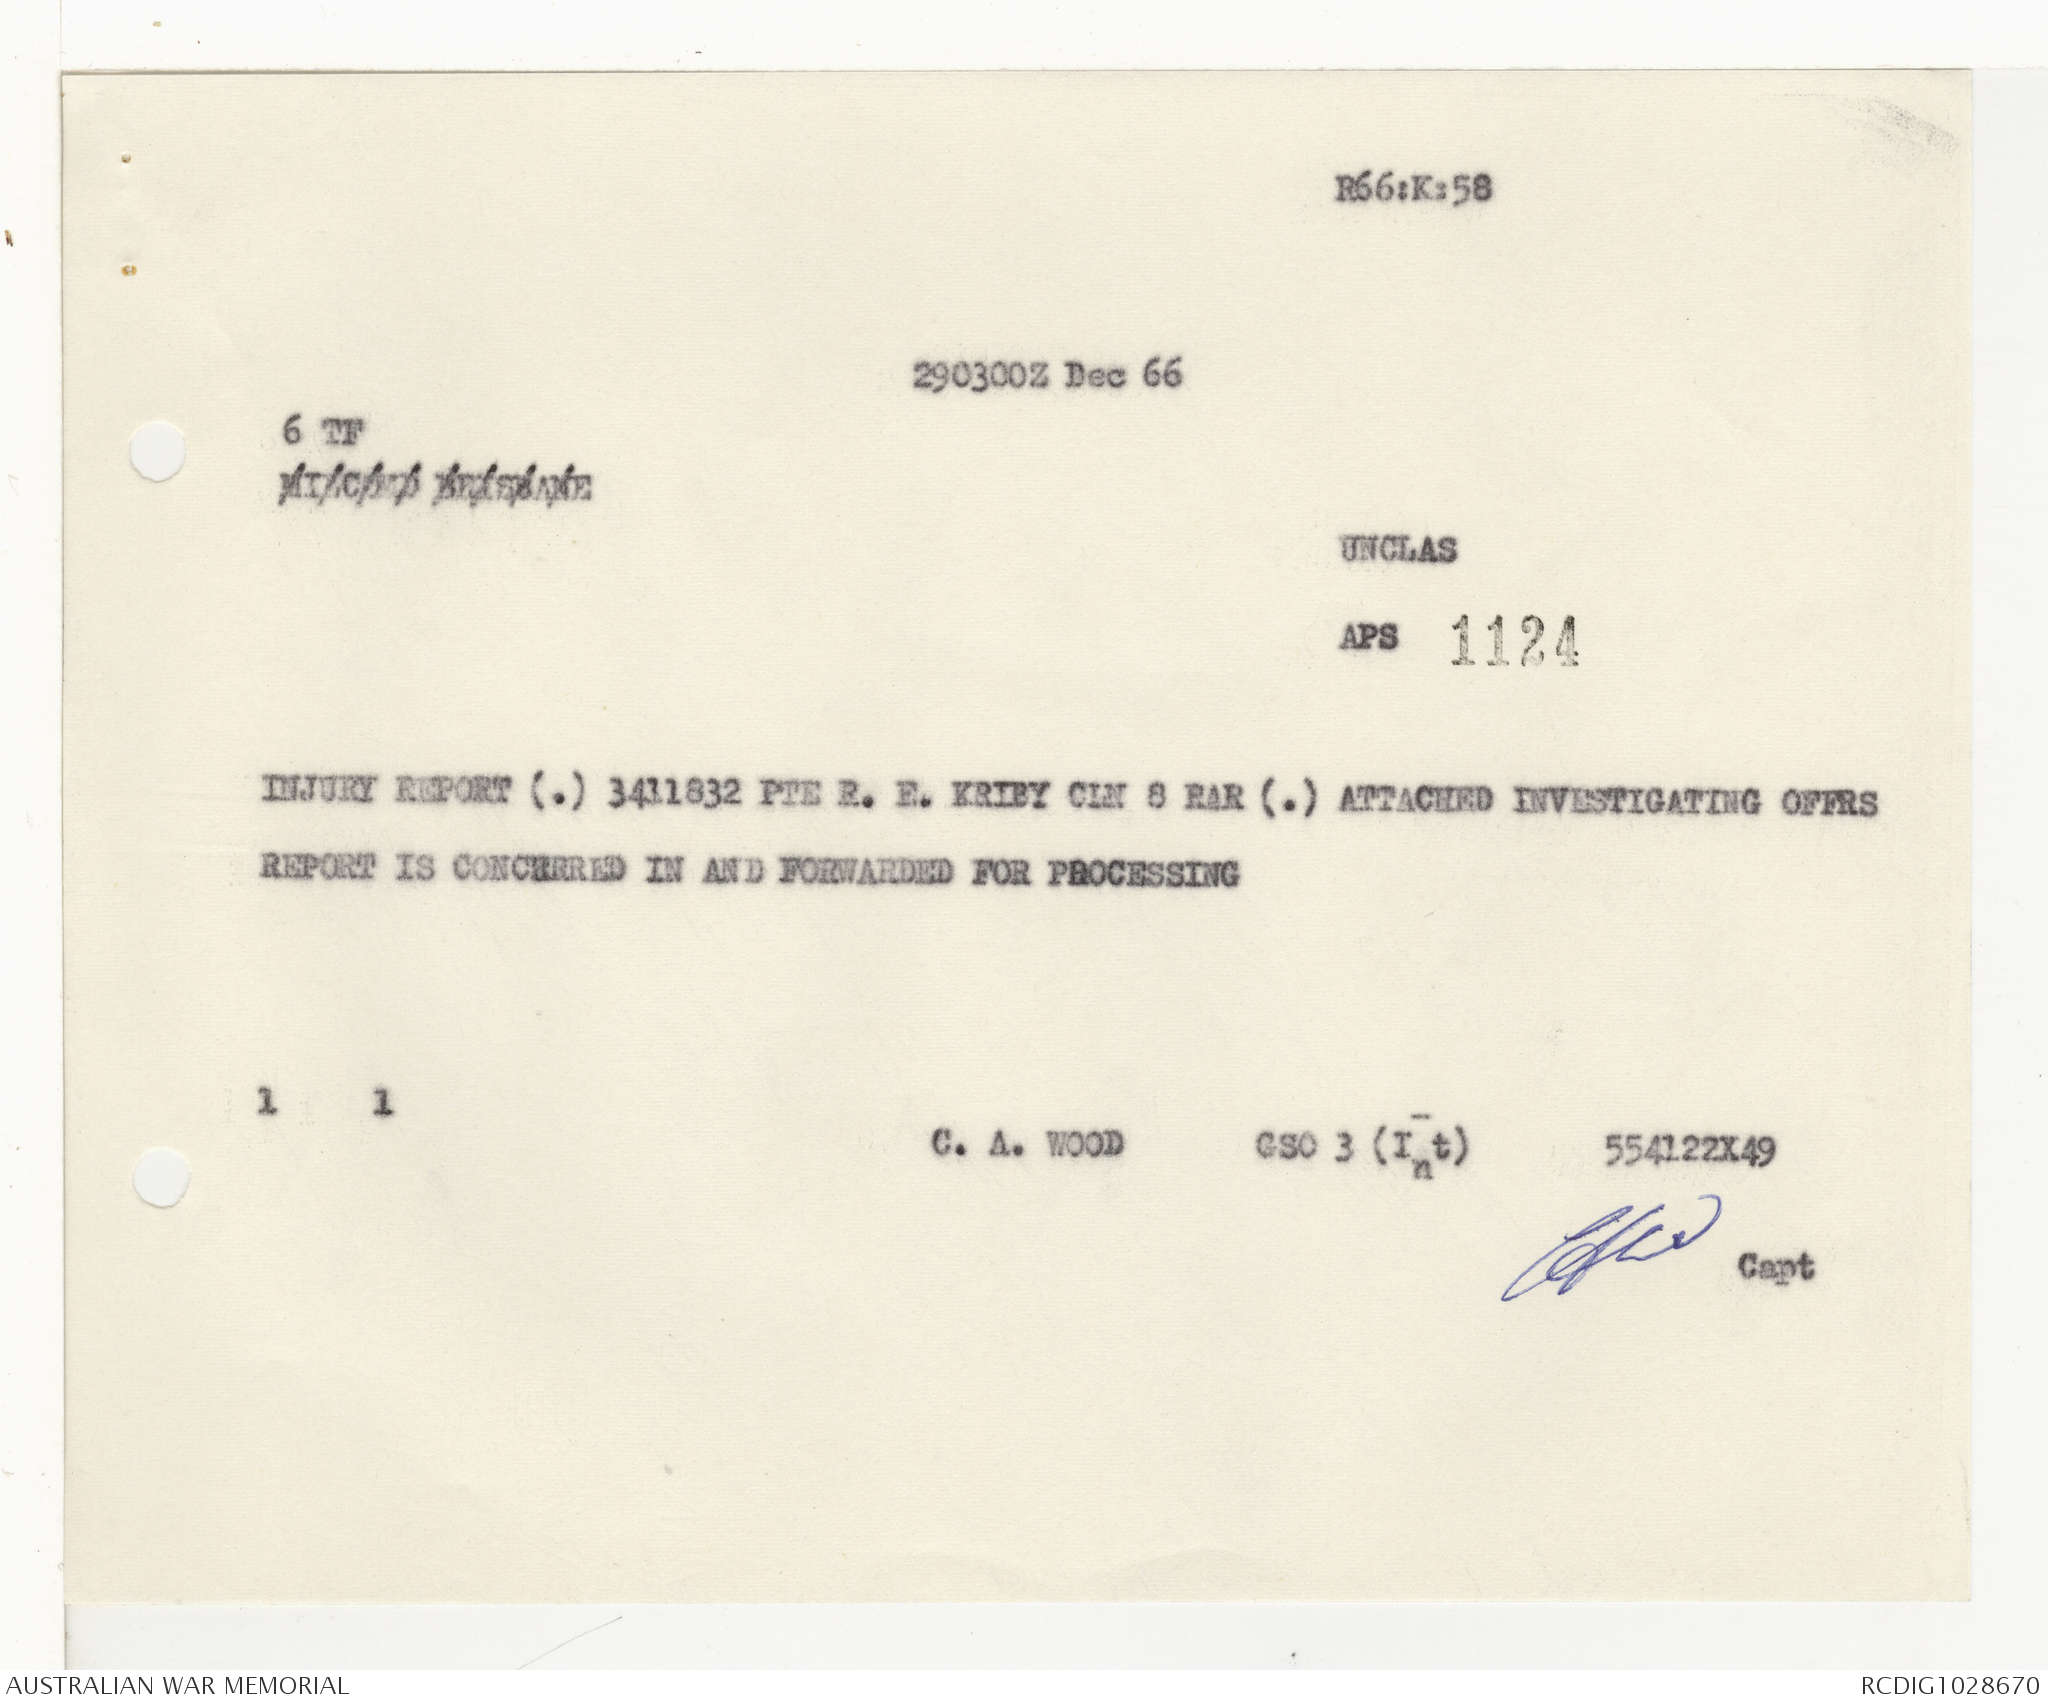 R66:K:58
290300Z Dec 66
6 TF
UNCLAS
APS 1124
INJURY REPORT (.) 3411832 PTE R. E. KRIBY CLN 8 RAR (.) ATTACHED INVESTIGATING OFFRS
REPORT IS CONCHERED IN AND FORWARDED FOR PROCESSING
1 1
C. A. WOOD GSO 3 (Int) 554122X49
Capt
AUSTRALIAN WAR MEMORIAL RCDIG1028670